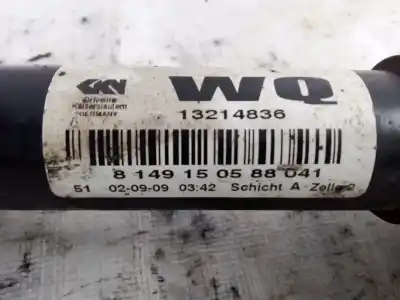 GKN
Driveline
Kaiserslautern
GERMANY
WQ
13214836
8 149 15 05 88 041
S1 02-09-09 03:42 Schicht A Zelle 2